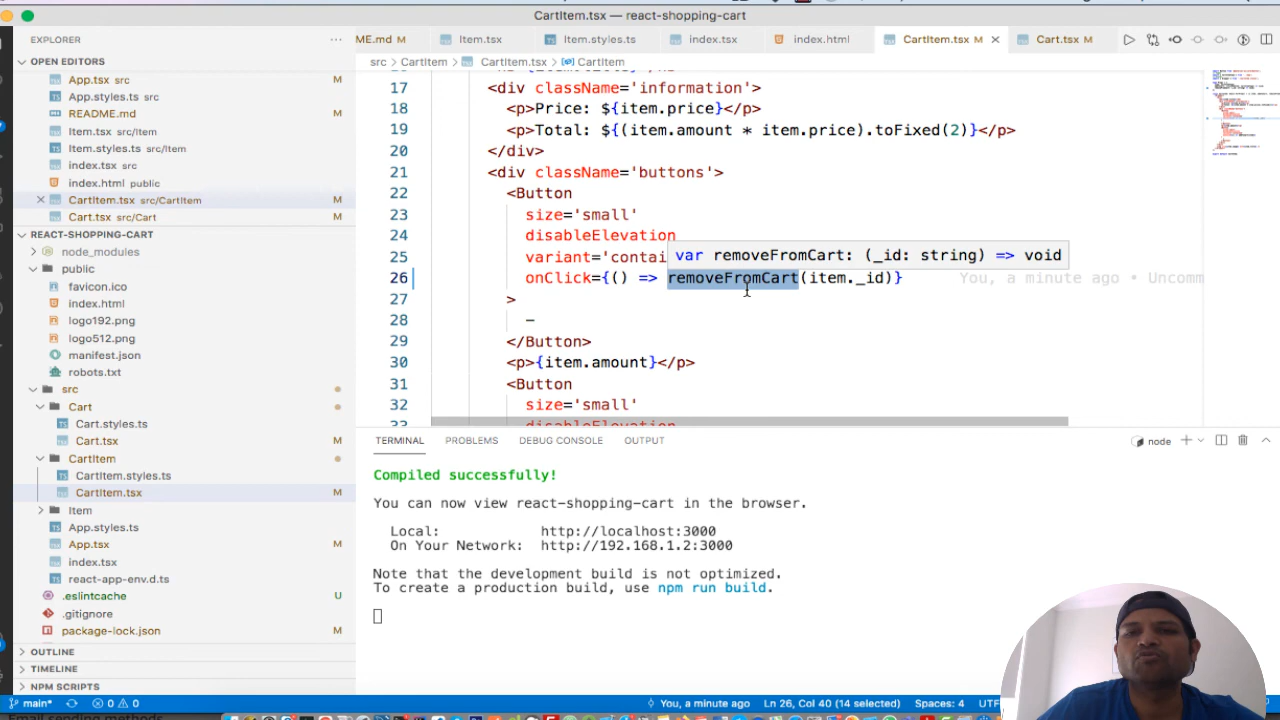 CartItem.tsx — react-shopping-cart
EXPLORER
OPEN EDITORS
App.tsx src M
App.styles.ts src
README.md M
Item.tsx src/Item
Item.styles.ts src/Item
index.tsx src
index.html public
CartItem.tsx src/CartItem M
Cart.tsx src/Cart M
REACT-SHOPPING-CART
node_modules
public
favicon.ico
index.html
logo192.png
logo512.png
manifest.json
robots.txt
src
Cart
Cart.styles.ts
Cart.tsx M
CartItem
CartItem.styles.ts
CartItem.tsx M
Item
App.styles.ts
App.tsx M
index.tsx
react-app-env.d.ts
.eslintcache U
.gitignore
package-lock.json M
OUTLINE
TIMELINE
NPM SCRIPTS
ME.md M Item.tsx Item.styles.ts index.tsx index.html CartItem.tsx M Cart.tsx M
src CartItem CartItem.tsx CartItem
17 <div className='information'>
18 <p>Price: ${item.price}</p>
19 <p>Total: ${(item.amount * item.price).toFixed(2)}</p>
20 </div>
21 <div className='buttons'>
22 <Button
23 size='small'
24 disableElevation
25 variant='contai
var removeFromCart: (_id: string) => void
26 onClick={() => removeFromCart(item._id)} You, a minute ago • Uncomm
27 >
28 -
29 </Button>
30 <p>{item.amount}</p>
31 <Button
32 size='small'
33 disableElevation
TERMINAL PROBLEMS DEBUG CONSOLE OUTPUT node
Compiled successfully!
You can now view react-shopping-cart in the browser.
Local: http://localhost:3000
On Your Network: http://192.168.1.2:3000
Note that the development build is not optimized.
To create a production build, use npm run build.
main* 0 0 You, a minute ago Ln 26, Col 40 (14 selected) Spaces: 4 UTF